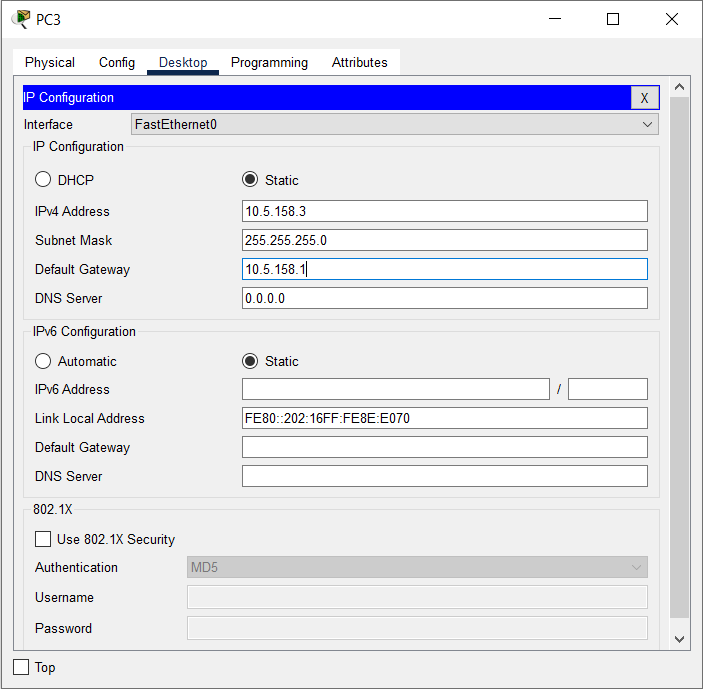 PC3
Physical Config Desktop Programming Attributes
IP Configuration X
Interface FastEthernet0
IP Configuration
DHCP Static
IPv4 Address 10.5.158.3
Subnet Mask 255.255.255.0
Default Gateway 10.5.158.1
DNS Server 0.0.0.0
IPv6 Configuration
Automatic Static
IPv6 Address /
Link Local Address FE80::202:16FF:FE8E:E070
Default Gateway
DNS Server
802.1X
Use 802.1X Security
Authentication MD5
Username
Password
Top